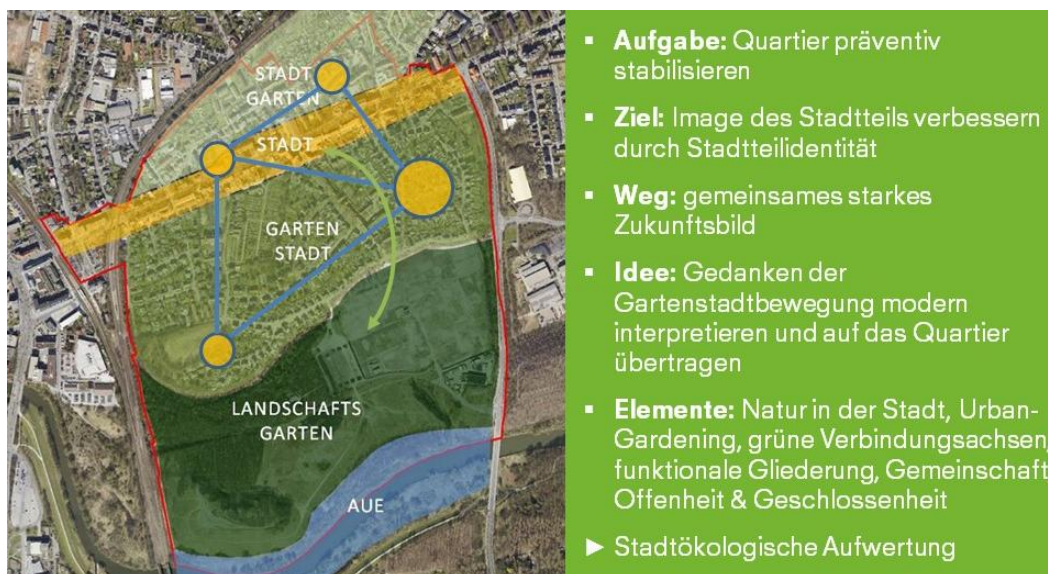 STADT
GARTEN
STADT
GARTEN
STADT
LANDSCHAFTS
GARTEN
AUE
▪ Aufgabe: Quartier präventiv
stabilisieren
▪ Ziel: Image des Stadtteils verbessern
durch Stadtteilidentität
▪ Weg: gemeinsames starkes
Zukunftsbild
▪ Idee: Gedanken der
Gartenstadtbewegung modern
interpretieren und auf das Quartier
übertragen
▪ Elemente: Natur in der Stadt, Urban-
Gardening, grüne Verbindungsachsen,
funktionale Gliederung, Gemeinschaft
Offenheit & Geschlossenheit
► Stadtökologische Aufwertung